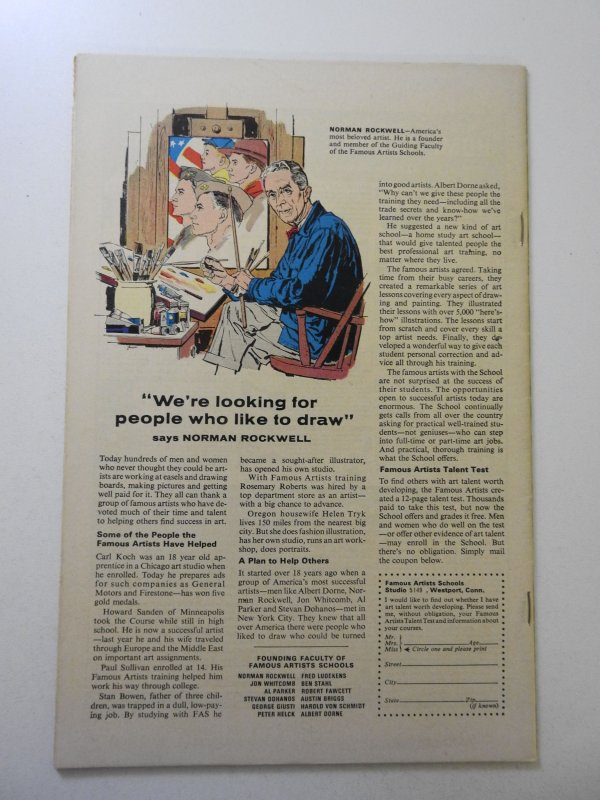 NORMAN ROCKWELL—America's
most beloved artist. He is a founder
and member of the Guiding Faculty
of the Famous Artists Schools.
"We're looking for
people who like to draw"
says NORMAN ROCKWELL
Today hundreds of men and women
who never thought they could be art-
ists are working at easels and drawing
boards, making pictures and getting
well paid for it. They all can thank a
group of famous artists who have de-
voted much of their time and talent
to helping others find success in art.
Some of the People the
Famous Artists Have Helped
Carl Koch was an 18 year old ap-
prentice in a Chicago art studio when
he enrolled. Today he prepares ads
for such companies as General
Motors and Firestone—has won five
gold medals.
Howard Sanden of Minneapolis
took the Course while still in high
school. He is now a successful artist
—last year he and his wife traveled
through Europe and the Middle East
on important art assignments.
Paul Sullivan enrolled at 14. His
Famous Artists training helped him
work his way through college.
Stan Bowen, father of three chil-
dren, was trapped in a dull, low-pay-
ing job. By studying with FAS he
became a sought-after illustrator,
has opened his own studio.
With Famous Artists training
Rosemary Roberts was hired by a
top department store as an artist—
with a big chance to advance.
Oregon housewife Helen Tryk
lives 150 miles from the nearest big
city. But she does fashion illustration,
has her own studio, runs an art work-
shop, does portraits.
A Plan to Help Others
It started over 18 years ago when a
group of America's most successful
artists—men like Albert Dorne, Nor-
man Rockwell, Jon Whitcomb, Al
Parker and Stevan Dohanos—met in
New York City. They knew that all
over America there were people who
liked to draw who could be turned
FOUNDING FACULTY OF
FAMOUS ARTISTS SCHOOLS
NORMAN ROCKWELL FRED LUDEKENS
JON WHITCOMB BEN STAHL
AL PARKER ROBERT FAWCETT
STEVAN DOHANOS AUSTIN BRIGGS
GEORGE GIUSTI HAROLD VON SCHMIDT
PETER HELCK ALBERT DORNE
into good artists. Albert Dorne asked,
"Why can't we give these people the
training they need—including all the
trade secrets and know-how we've
learned over the years?"
He suggested a new kind of art
school—a home study art school—
that would give talented people the
best professional art training, no
matter where they live.
The famous artists agreed. Taking
time from their busy careers, they
created a remarkable series of art
lessons covering every aspect of draw-
ing and painting. They illustrated
their lessons with over 5,000 "here's-
how" illustrations. The lessons start
from scratch and cover every skill a
top artist needs. Finally, they de-
veloped a wonderful way to give each
student personal correction and ad-
vice all through his training.
The famous artists with the School
are not surprised at the success of
their students. The opportunities
open to successful artists today are
enormous. The School continually
gets calls from all over the country
asking for practical well-trained stu-
dents—not geniuses—who can step
into full-time or part-time art jobs.
And practical, thorough training is
what the School offers.
Famous Artists Talent Test
To find others with art talent worth
developing, the Famous Artists cre-
ated a 12-page talent test. Thousands
paid to take this test, but now the
School offers and grades it free. Men
and women who do well on the test
—or offer other evidence of art talent
—may enroll in the School. But
there's no obligation. Simply mail
the coupon below.
Famous Artists Schools
Studio 5149 , Westport, Conn.
I would like to find out whether I have
art talent worth developing. Please send
me, without obligation, your Famous
Artists Talent Test and information about
your courses.
Mr.
Mrs. Age
Miss Circle one and please print
Street
City
State Zip
(if known)